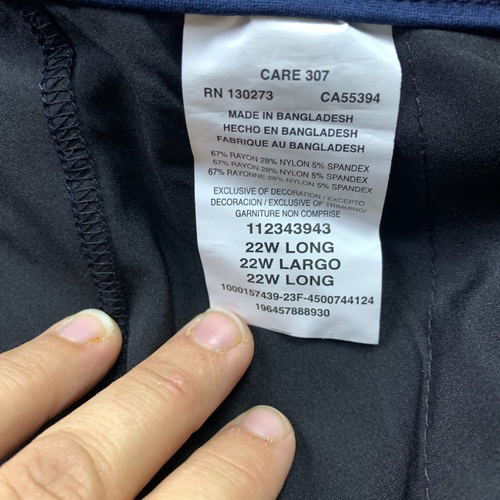 CARE 307
RN 130273 CA55394
MADE IN BANGLADESH
HECHO EN BANGLADESH
FABRIQUE AU BANGLADESH
67% RAYON 28% NYLON 5% SPANDEX
67% RAYON 28% NYLON 5% SPANDEX
67% RAYONNE 28% NYLON 5% SPANDEX
EXCLUSIVE OF DECORATION / EXCEPTO
DECORACION / EXCLUSIVE OF TRIMMING/
GARNITURE NON COMPRISE
112343943
22W LONG
22W LARGO
22W LONG
1000157439-23F-4500744124
196457888930